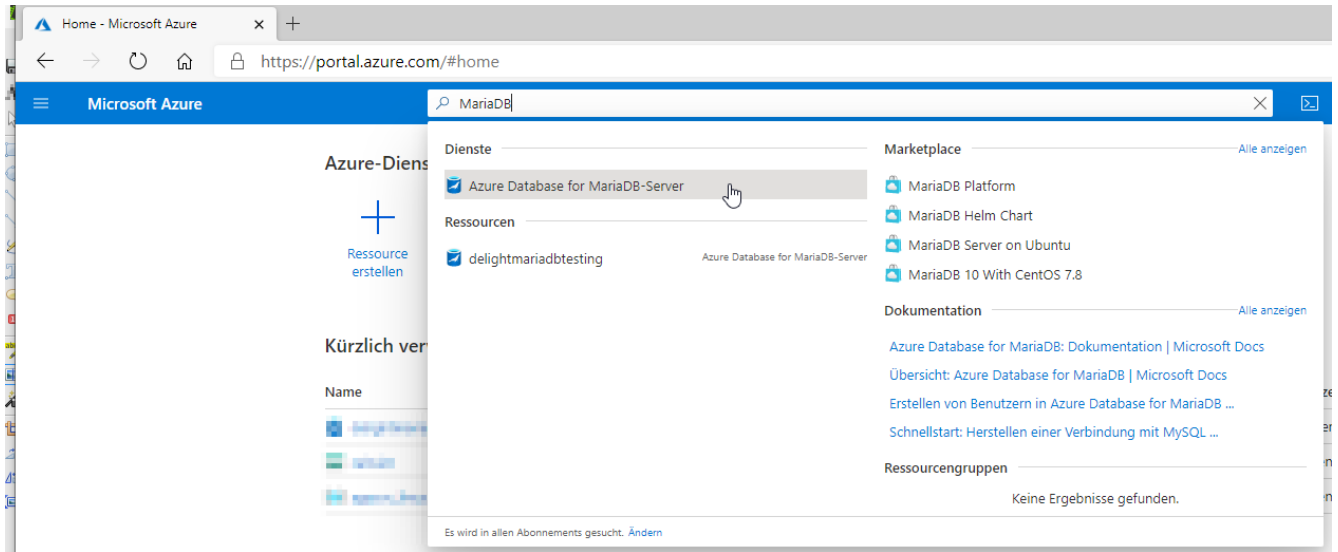 Home - Microsoft Azure
https://portal.azure.com/#home
Microsoft Azure
MariaDB
Azure-Diens
Ressource
erstellen
Kürzlich ver
Name
Dienste
Azure Database for MariaDB-Server
Ressourcen
delightmariadbtesting Azure Database for MariaDB-Server
Marketplace Alle anzeigen
MariaDB Platform
MariaDB Helm Chart
MariaDB Server on Ubuntu
MariaDB 10 With CentOS 7.8
Dokumentation Alle anzeigen
Azure Database for MariaDB: Dokumentation | Microsoft Docs
Übersicht: Azure Database for MariaDB | Microsoft Docs
Erstellen von Benutzern in Azure Database for MariaDB ...
Schnellstart: Herstellen einer Verbindung mit MySQL ...
Ressourcengruppen
Keine Ergebnisse gefunden.
Es wird in allen Abonnements gesucht. Ändern